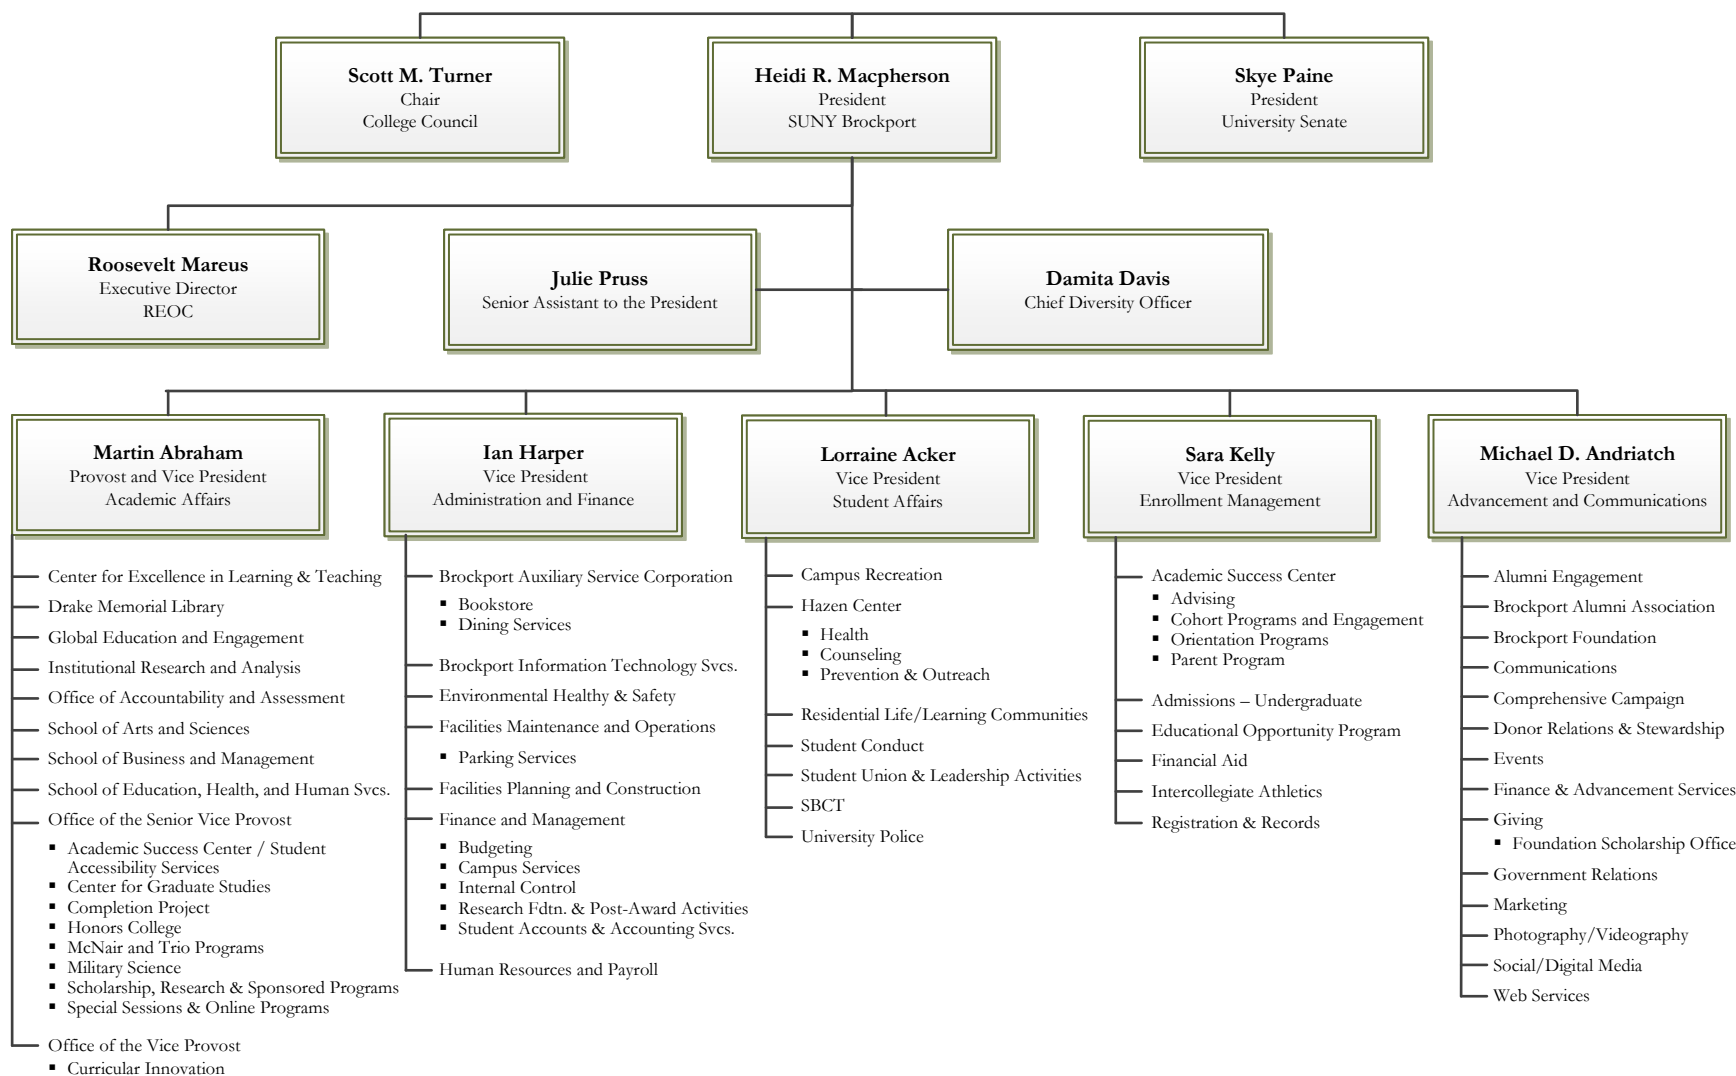 Scott M. Turner
Chair
College Council
Heidi R. Macpherson
President
SUNY Brockport
Skye Paine
President
University Senate
Roosevelt Mareus
Executive Director
REOC
Julie Pruss
Senior Assistant to the President
Damita Davis
Chief Diversity Officer
Martin Abraham
Provost and Vice President
Academic Affairs
Center for Excellence in Learning & Teaching
Drake Memorial Library
Global Education and Engagement
Institutional Research and Analysis
Office of Accountability and Assessment
School of Arts and Sciences
School of Business and Management
School of Education, Health, and Human Svcs.
Office of the Senior Vice Provost
▪ Academic Success Center / Student
Accessibility Services
▪ Center for Graduate Studies
▪ Completion Project
▪ Honors College
▪ McNair and Trio Programs
▪ Military Science
▪ Scholarship, Research & Sponsored Programs
▪ Special Sessions & Online Programs
Office of the Vice Provost
▪ Curricular Innovation
Ian Harper
Vice President
Administration and Finance
Brockport Auxiliary Service Corporation
▪ Bookstore
▪ Dining Services
Brockport Information Technology Svcs.
Environmental Healthy & Safety
Facilities Maintenance and Operations
▪ Parking Services
Facilities Planning and Construction
Finance and Management
▪ Budgeting
▪ Campus Services
▪ Internal Control
▪ Research Fdtn. & Post-Award Activities
▪ Student Accounts & Accounting Svcs.
Human Resources and Payroll
Lorraine Acker
Vice President
Student Affairs
Campus Recreation
Hazen Center
▪ Health
▪ Counseling
▪ Prevention & Outreach
Residential Life/Learning Communities
Student Conduct
Student Union & Leadership Activities
SBCT
University Police
Sara Kelly
Vice President
Enrollment Management
Academic Success Center
▪ Advising
▪ Cohort Programs and Engagement
▪ Orientation Programs
▪ Parent Program
Admissions – Undergraduate
Educational Opportunity Program
Financial Aid
Intercollegiate Athletics
Registration & Records
Michael D. Andriatch
Vice President
Advancement and Communications
Alumni Engagement
Brockport Alumni Association
Brockport Foundation
Communications
Comprehensive Campaign
Donor Relations & Stewardship
Events
Finance & Advancement Services
Giving
▪ Foundation Scholarship Office
Government Relations
Marketing
Photography/Videography
Social/Digital Media
Web Services